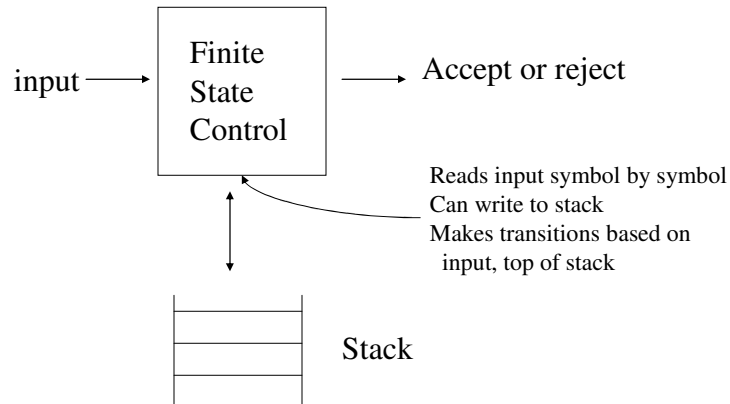 input
Finite
State
Control
Accept or reject
Reads input symbol by symbol
Can write to stack
Makes transitions based on
input, top of stack
Stack